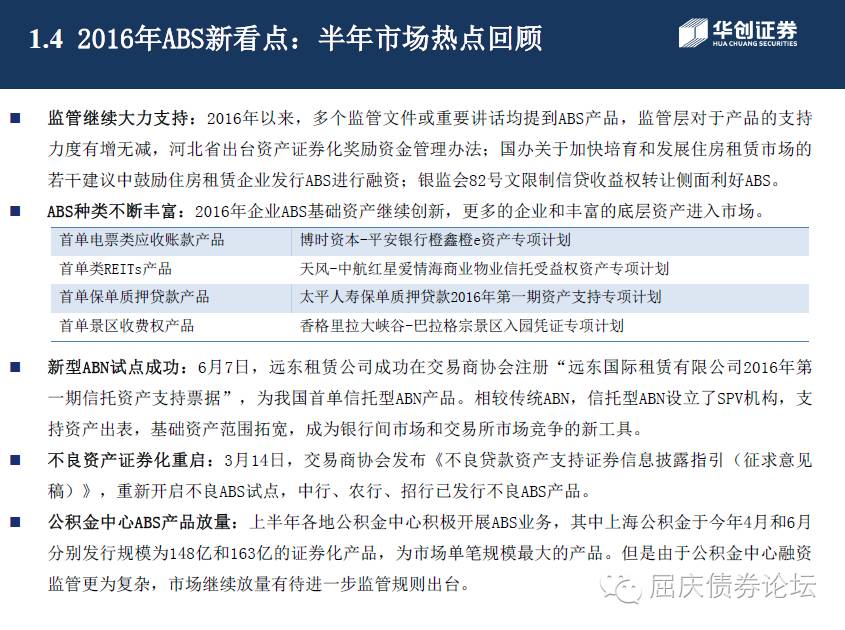 1.4 2016年ABS新看点：半年市场热点回顾
华创证券
HUA CHUANG SECURITIES
监管继续大力支持：2016年以来，多个监管文件或重要讲话均提到ABS产品，监管层对于产品的支持
力度有增无减，河北省出台资产证券化奖励资金管理办法；国办关于加快培育和发展住房租赁市场的
若干建议中鼓励住房租赁企业发行ABS进行融资；银监会82号文限制信贷收益权转让侧面利好ABS。
ABS种类不断丰富：2016年企业ABS基础资产继续创新，更多的企业和丰富的底层资产进入市场。
首单电票类应收账款产品 博时资本-平安银行橙鑫橙e资产专项计划
首单类REITs产品 天风-中航红星爱情海商业物业信托受益权资产专项计划
首单保单质押贷款产品 太平人寿保单质押贷款2016年第一期资产支持专项计划
首单景区收费权产品 香格里拉大峡谷-巴拉格宗景区入园凭证专项计划
新型ABN试点成功：6月7日，远东租赁公司成功在交易商协会注册“远东国际租赁有限公司2016年第
一期信托资产支持票据”，为我国首单信托型ABN产品。相较传统ABN，信托型ABN设立了SPV机构，支
持资产出表，基础资产范围拓宽，成为银行间市场和交易所市场竞争的新工具。
不良资产证券化重启：3月14日，交易商协会发布《不良贷款资产支持证券信息披露指引（征求意见
稿）》，重新开启不良ABS试点，中行、农行、招行已发行不良ABS产品。
公积金中心ABS产品放量：上半年各地公积金中心积极开展ABS业务，其中上海公积金于今年4月和6月
分别发行规模为148亿和163亿的证券化产品，为市场单笔规模最大的产品。但是由于公积金中心融资
监管更为复杂，市场继续放量有待进一步监管规则出台。
屈庆债券论坛